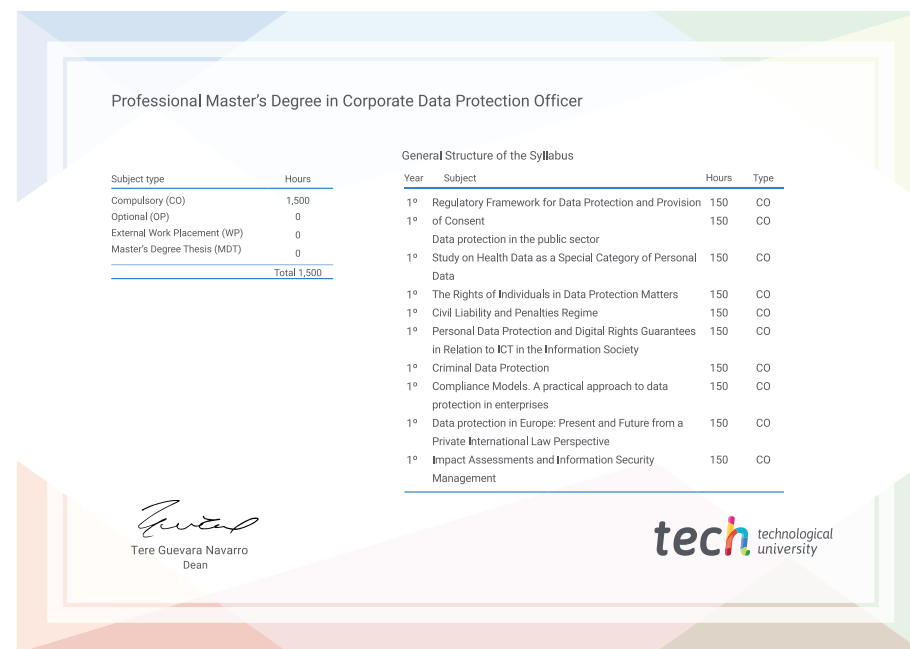 Professional Master's Degree in Corporate Data Protection Officer
Subject type Hours
Compulsory (CO) 1,500
Optional (OP) 0
External Work Placement (WP) 0
Master's Degree Thesis (MDT) 0
Total 1,500
General Structure of the Syllabus
Year Subject Hours Type
1º Regulatory Framework for Data Protection and Provision 150 CO
1º of Consent 150 CO
Data protection in the public sector
1º Study on Health Data as a Special Category of Personal 150 CO
Data
1º The Rights of Individuals in Data Protection Matters 150 CO
1º Civil Liability and Penalties Regime 150 CO
1º Personal Data Protection and Digital Rights Guarantees 150 CO
in Relation to ICT in the Information Society
1º Criminal Data Protection 150 CO
1º Compliance Models. A practical approach to data 150 CO
protection in enterprises
1º Data protection in Europe: Present and Future from a 150 CO
Private International Law Perspective
1º Impact Assessments and Information Security 150 CO
Management
Tere Guevara Navarro
Dean
tech technological
university